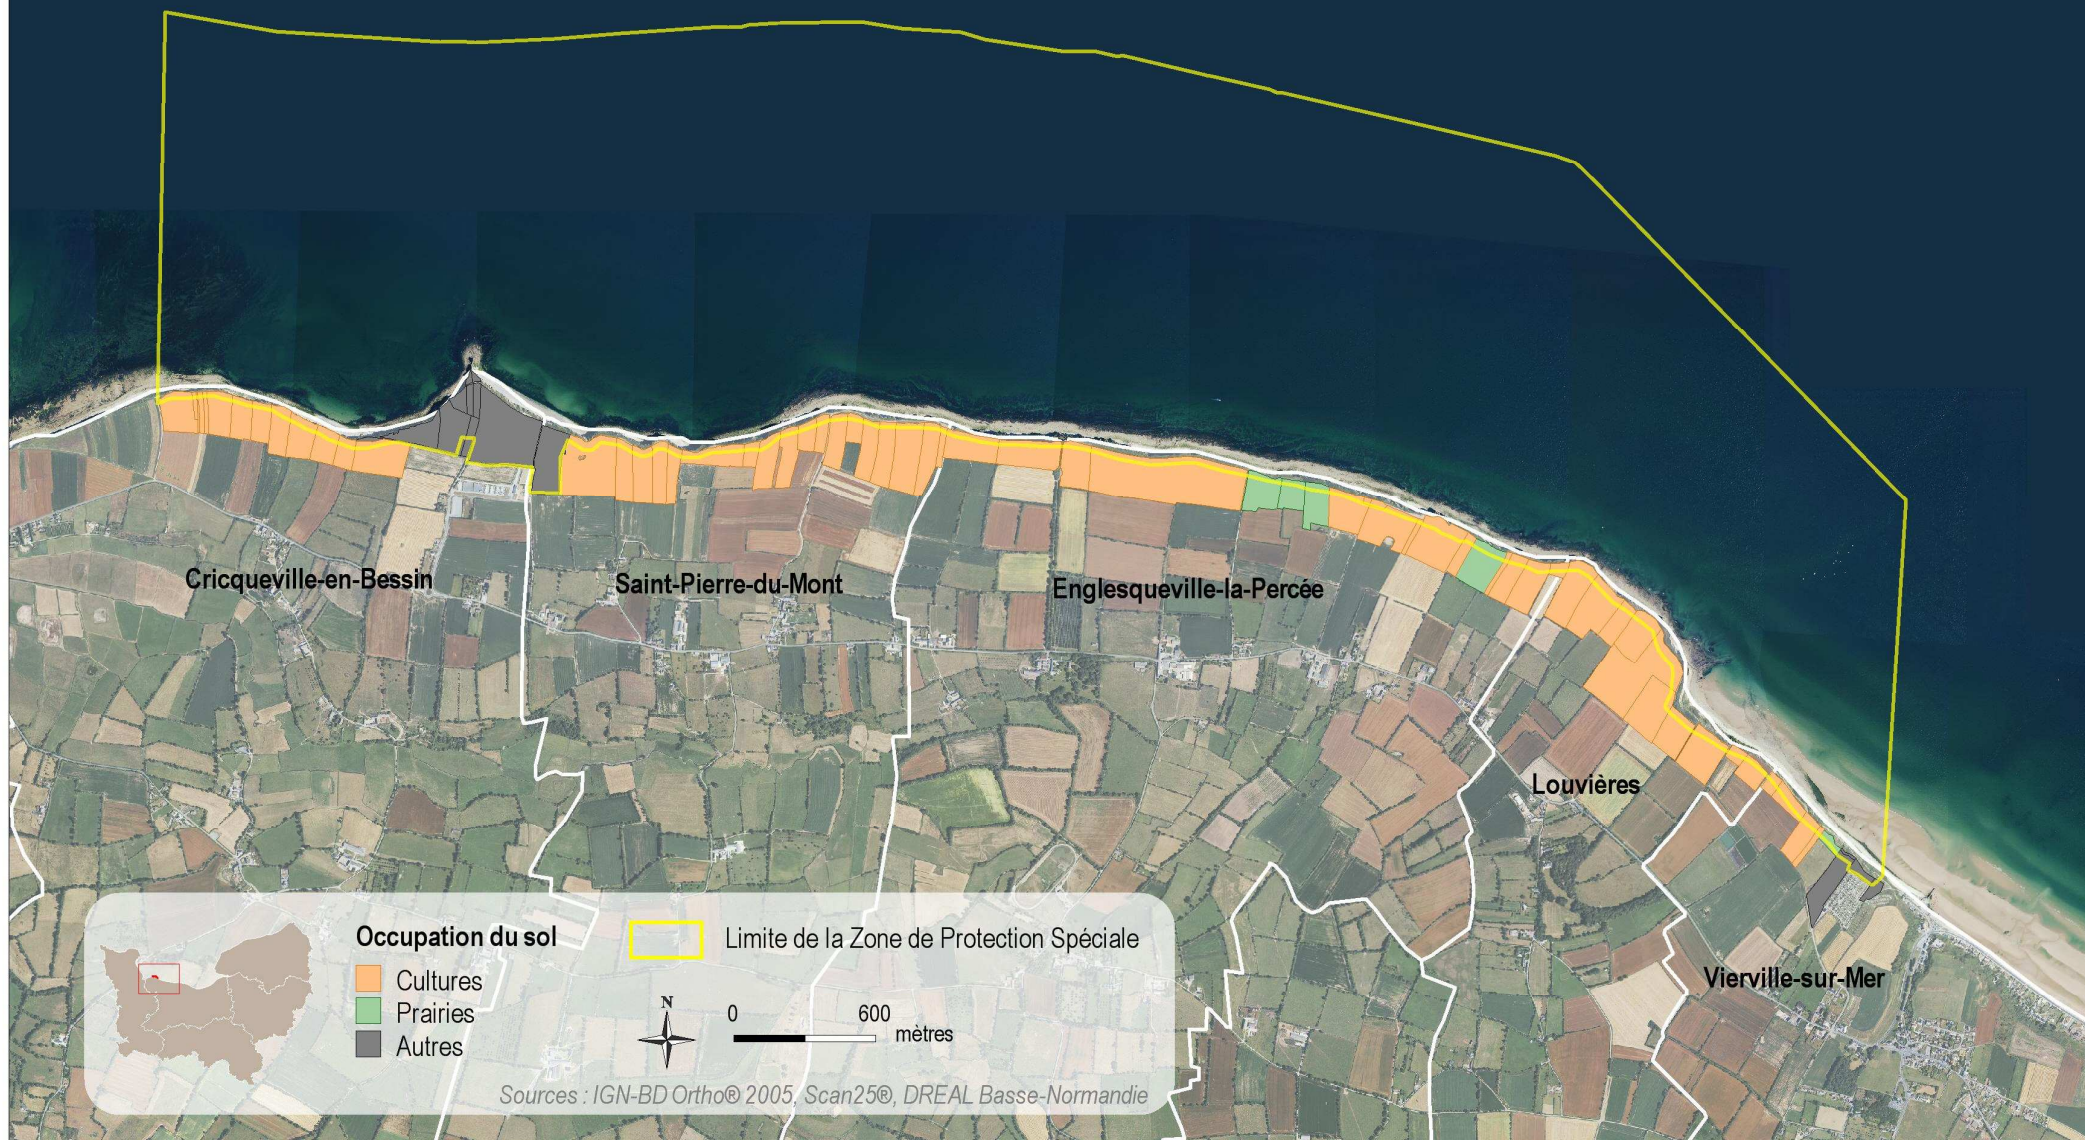 Cricqueville-en-Bessin
Saint-Pierre-du-Mont
Englesqueville-la-Percée
Louvières
Vierville-sur-Mer
Occupation du sol
Cultures
Prairies
Autres
Limite de la Zone de Protection Spéciale
N
0 600
mètres
Sources : IGN-BD Ortho® 2005, Scan25®, DREAL Basse-Normandie